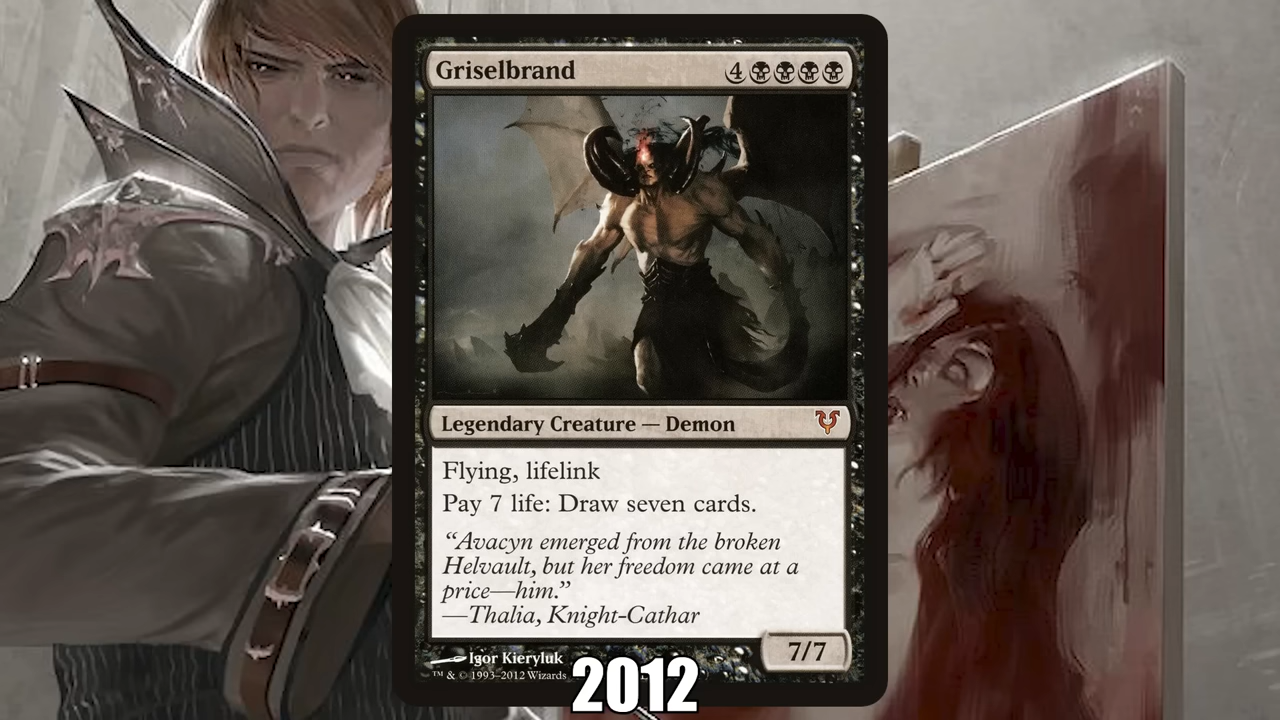 Griselbrand 4
Legendary Creature — Demon
Flying, lifelink
Pay 7 life: Draw seven cards.
“Avacyn emerged from the broken
Helvault, but her freedom came at a
price—him.”
—Thalia, Knight-Cathar
7/7
Igor Kieryluk
™ & © 1993–2012 Wizards
2012